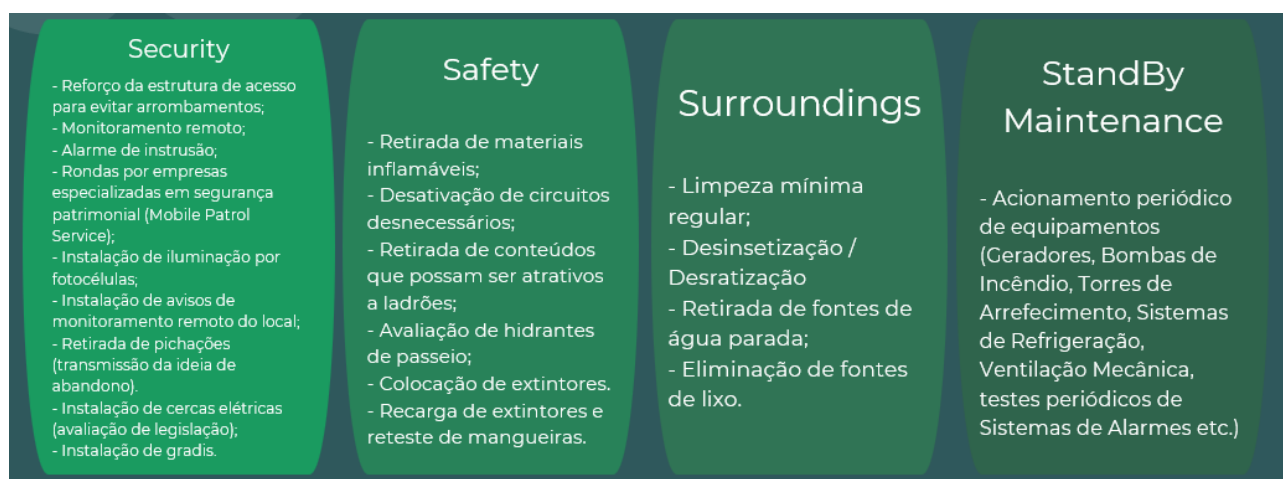 Security
- Reforço da estrutura de acesso
para evitar arrombamentos;
- Monitoramento remoto;
- Alarme de instrusão;
- Rondas por empresas
especializadas em segurança
patrimonial (Mobile Patrol
Service);
- Instalação de iluminação por
fotocélulas;
- Instalação de avisos de
monitoramento remoto do local;
- Retirada de pichações
(transmissão da ideia de
abandono).
- Instalação de cercas elétricas
(avaliação de legislação);
- Instalação de gradis.
Safety
- Retirada de materiais
inflamáveis;
- Desativação de circuitos
desnecessários;
- Retirada de conteúdos
que possam ser atrativos
a ladrões;
- Avaliação de hidrantes
de passeio;
- Colocação de extintores.
- Recarga de extintores e
reteste de mangueiras.
Surroundings
- Limpeza mínima
regular;
- Desinsetização /
Desratização
- Retirada de fontes de
água parada;
- Eliminação de fontes
de lixo.
StandBy
Maintenance
- Acionamento periódico
de equipamentos
(Geradores, Bombas de
Incêndio, Torres de
Arrefecimento, Sistemas
de Refrigeração,
Ventilação Mecânica,
testes periódicos de
Sistemas de Alarmes etc.)